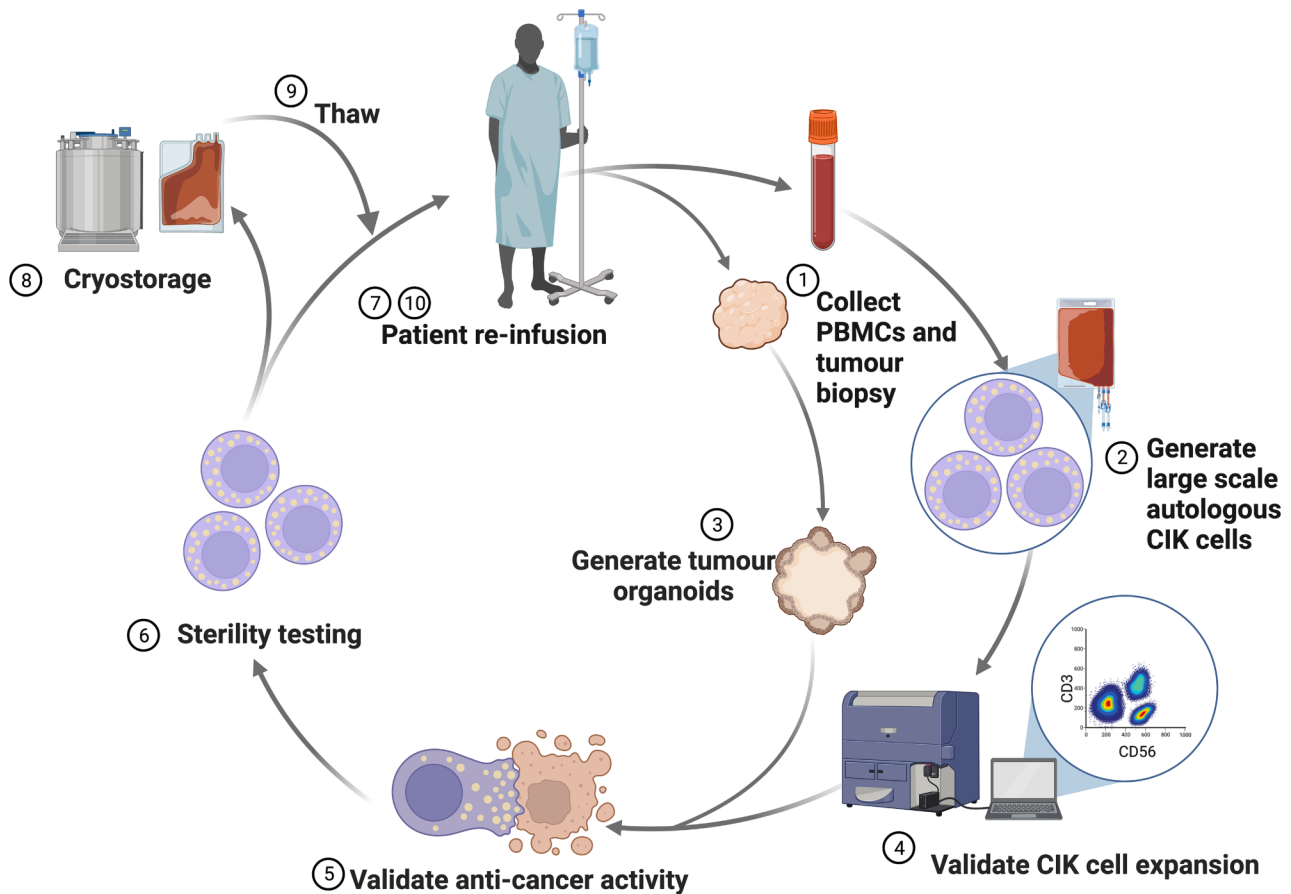 9
Thaw
8
Cryostorage
7 10
Patient re-infusion
1
Collect
PBMCs and
tumour
biopsy
2
Generate
large scale
autologous
CIK cells
3
Generate tumour
organoids
6
Sterility testing
1000
800
600
400
200
0
CD3
0 200 400 600 800 1000
CD56
4
Validate CIK cell expansion
5
Validate anti-cancer activity